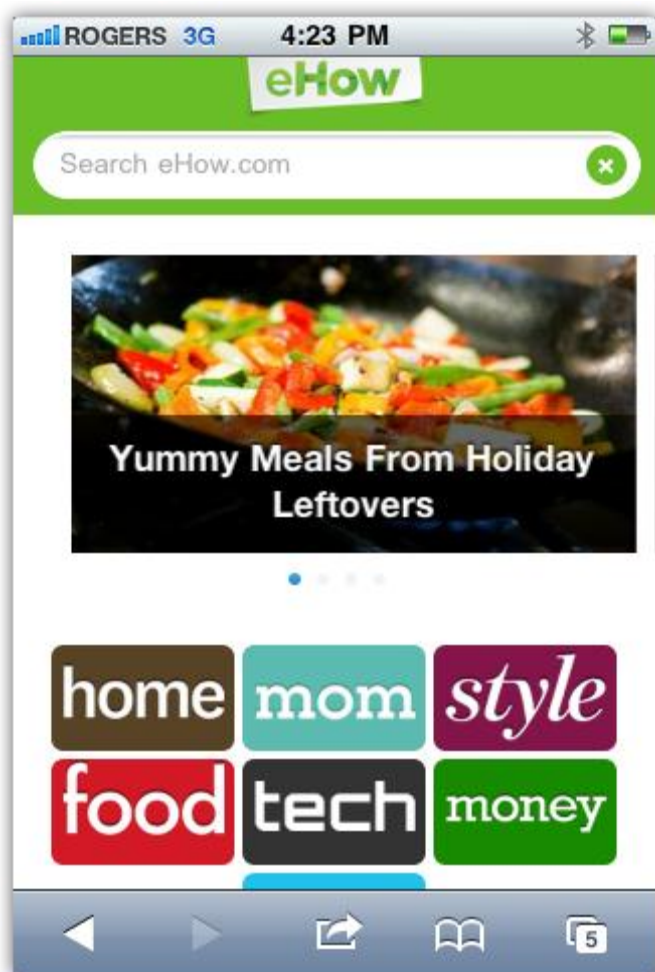 ROGERS 3G 4:23 PM
eHow
Search eHow.com
Yummy Meals From Holiday
Leftovers
home mom style
food tech money
5